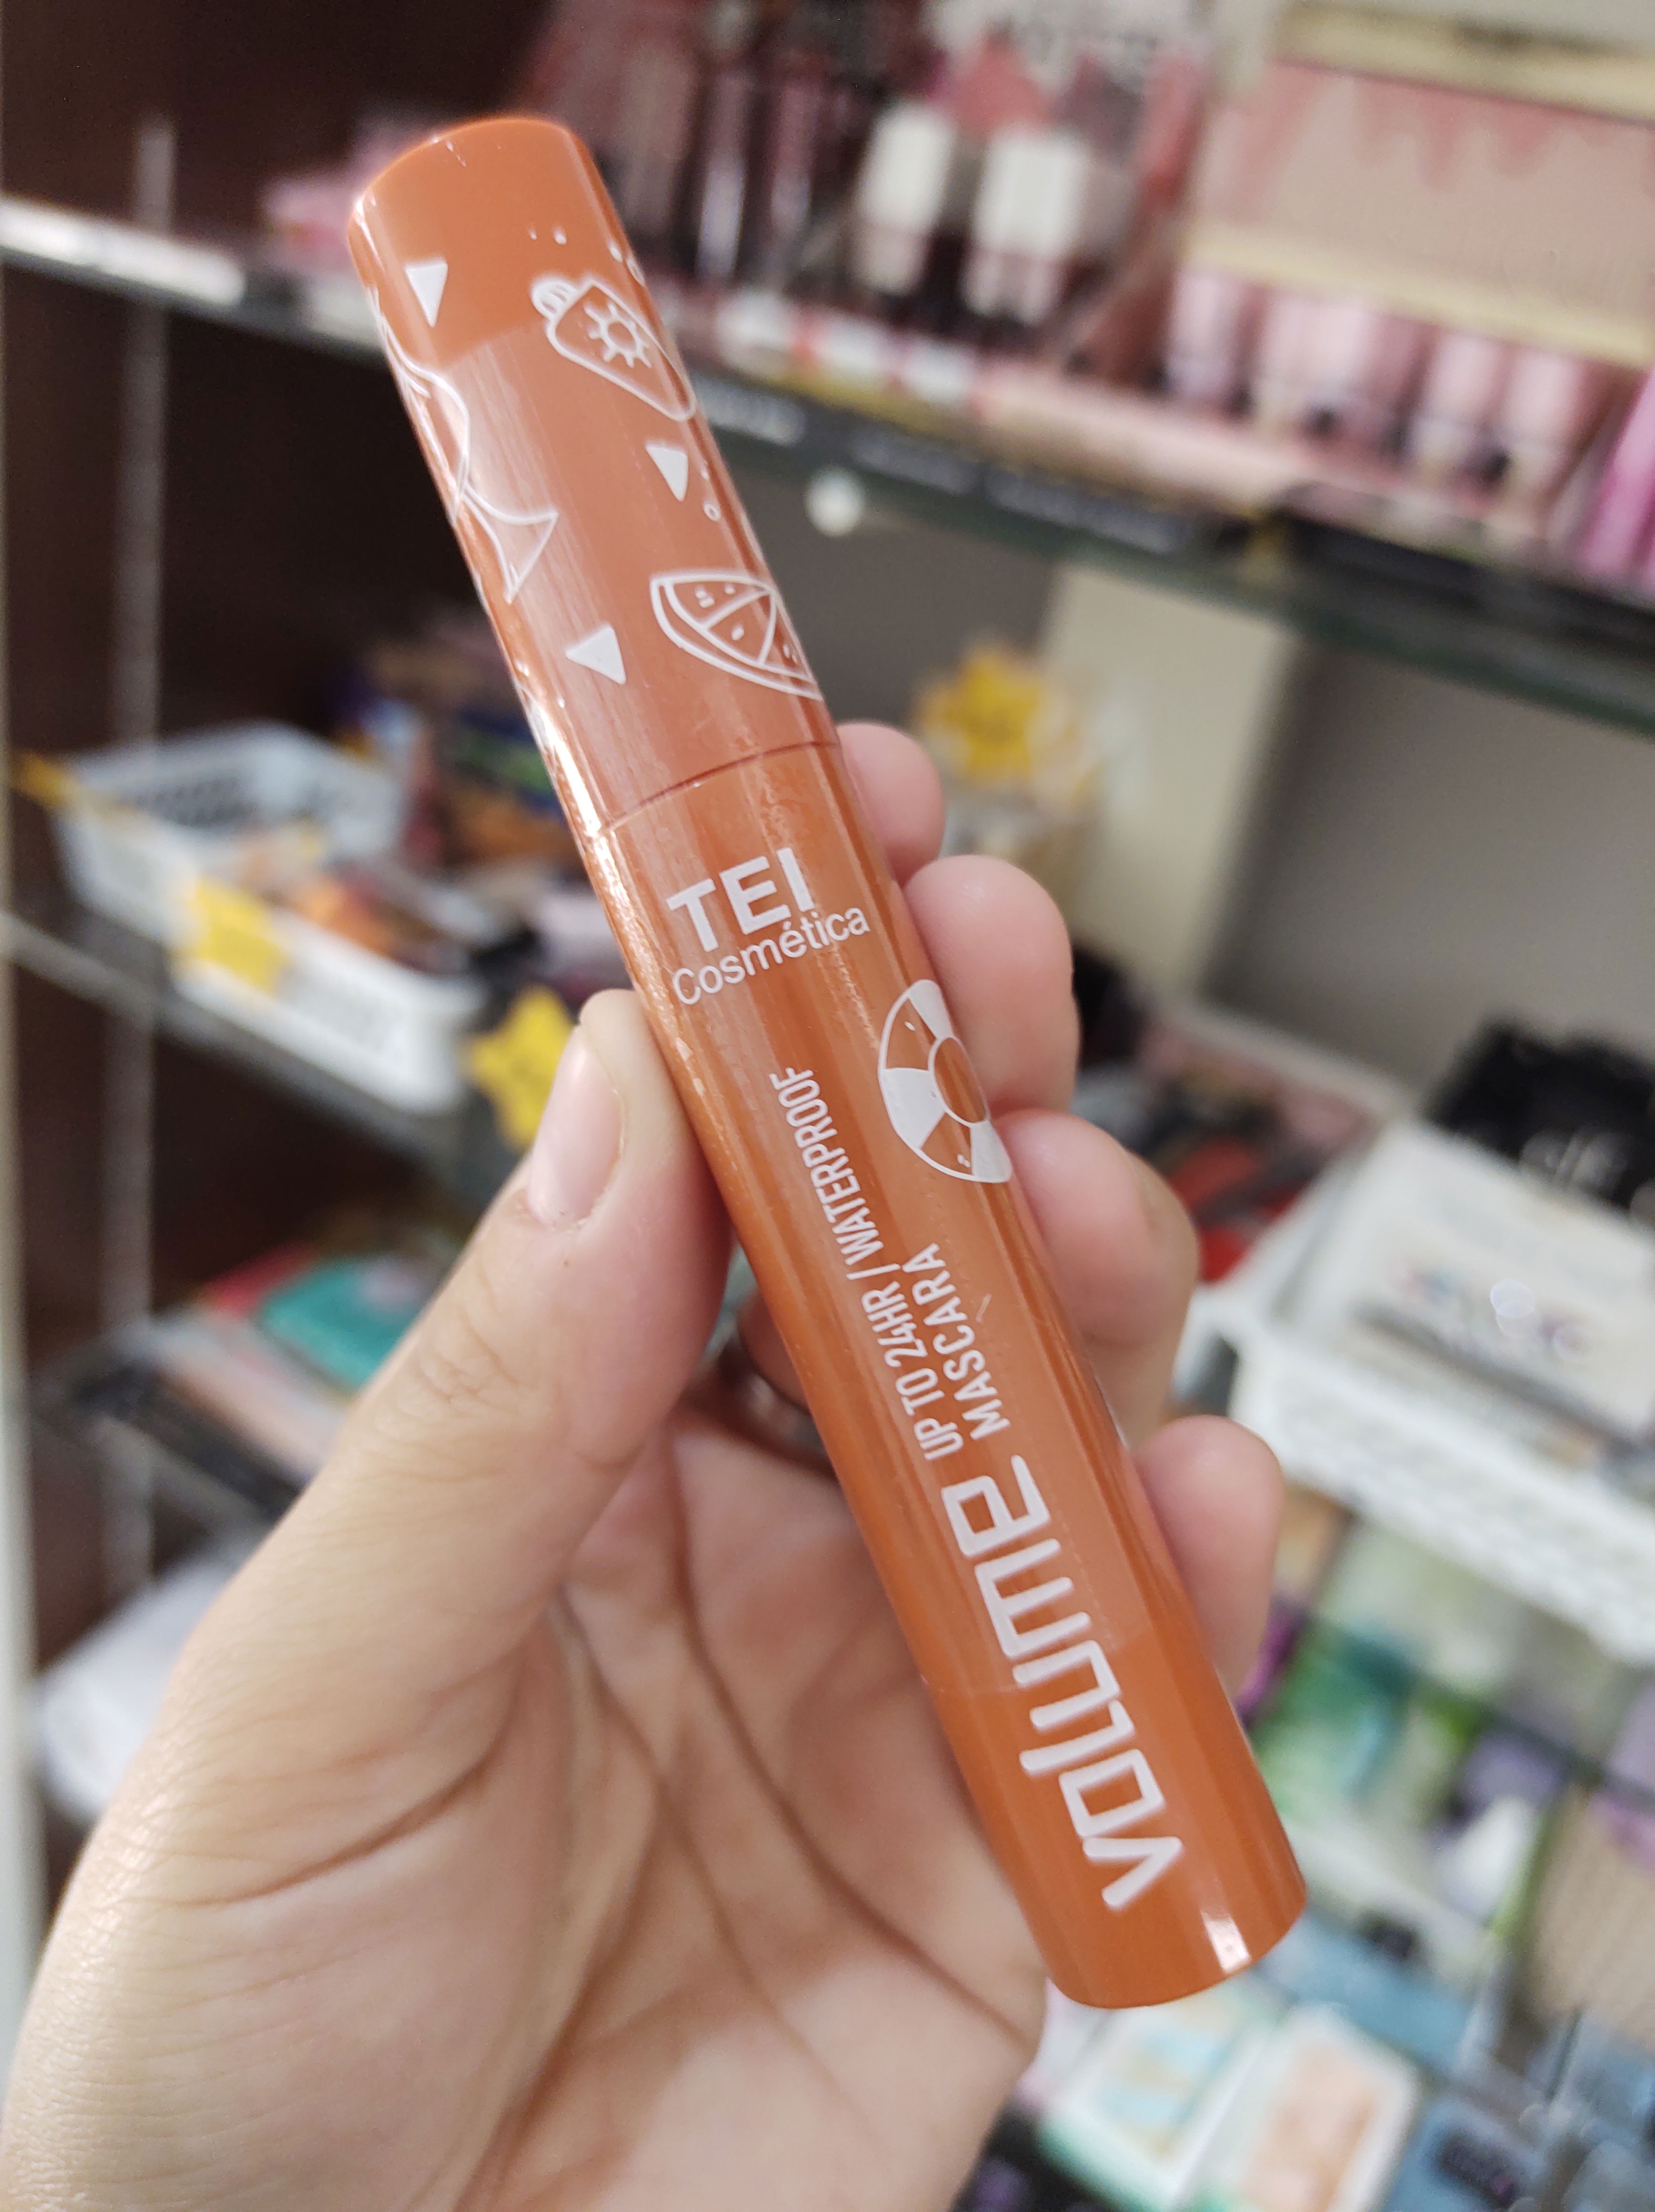 TEI
Cosmética
volume UP TO 24HR / WATERPROOF
MASCARA